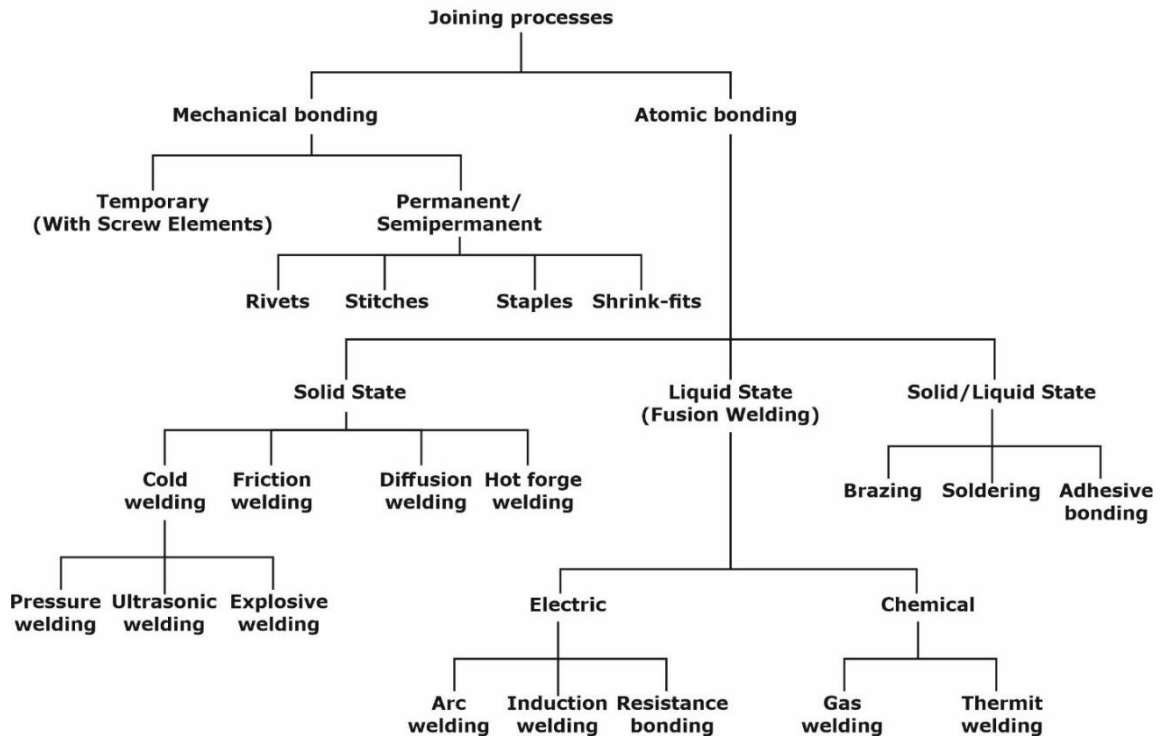 Joining processes
Mechanical bonding
Atomic bonding
Temporary
(With Screw Elements)
Permanent/
Semipermanent
Rivets
Stitches
Staples
Shrink-fits
Solid State
Liquid State
(Fusion Welding)
Solid/Liquid State
Cold
welding
Friction
welding
Diffusion
welding
Hot forge
welding
Brazing
Soldering
Adhesive
bonding
Pressure
welding
Ultrasonic
welding
Explosive
welding
Electric
Chemical
Arc
welding
Induction
welding
Resistance
bonding
Gas
welding
Thermit
welding